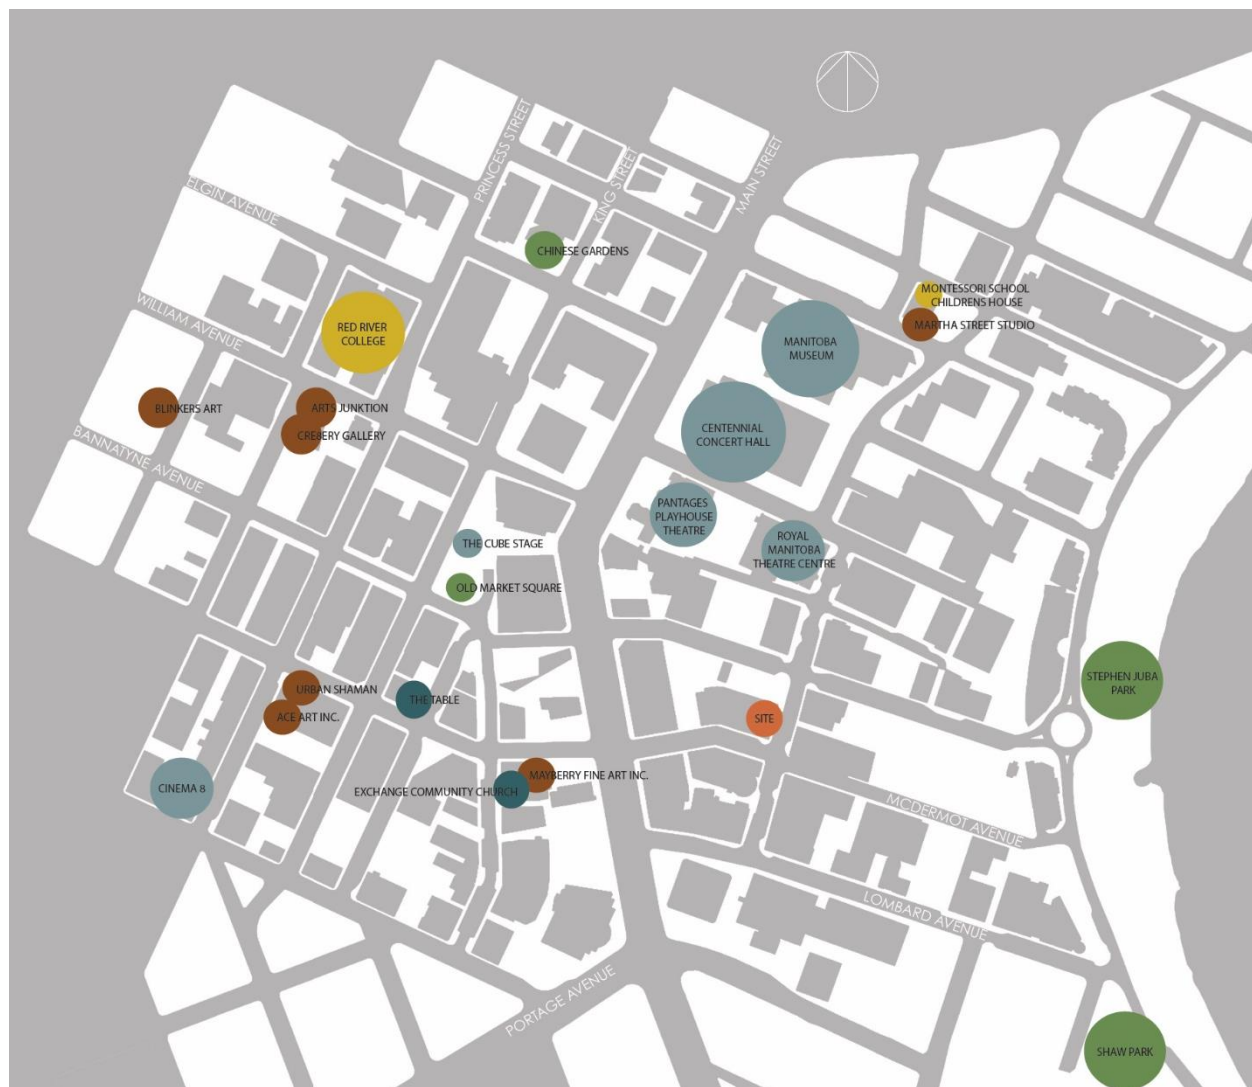 PRINCESS STREET
KING STREET
MAIN STREET
ELGIN AVENUE
CHINESE GARDENS
MONTESSORI SCHOOL
CHILDRENS HOUSE
WILLIAM AVENUE
RED RIVER
COLLEGE
MARTHA STREET STUDIO
MANITOBA
MUSEUM
BLINKERS ART
ARTS JUNKTION
CRE8ERY GALLERY
CENTENNIAL
CONCERT HALL
BANNATYNE AVENUE
PANTAGES
PLAYHOUSE
THEATRE
THE CUBE STAGE
ROYAL
MANITOBA
THEATRE CENTRE
OLD MARKET SQUARE
STEPHEN JUBA
PARK
URBAN SHAMAN
THE TABLE
ACE ART INC.
SITE
MAYBERRY FINE ART INC.
CINEMA 8
EXCHANGE COMMUNITY CHURCH
MCDERMOT AVENUE
LOMBARD AVENUE
PORTAGE AVENUE
SHAW PARK